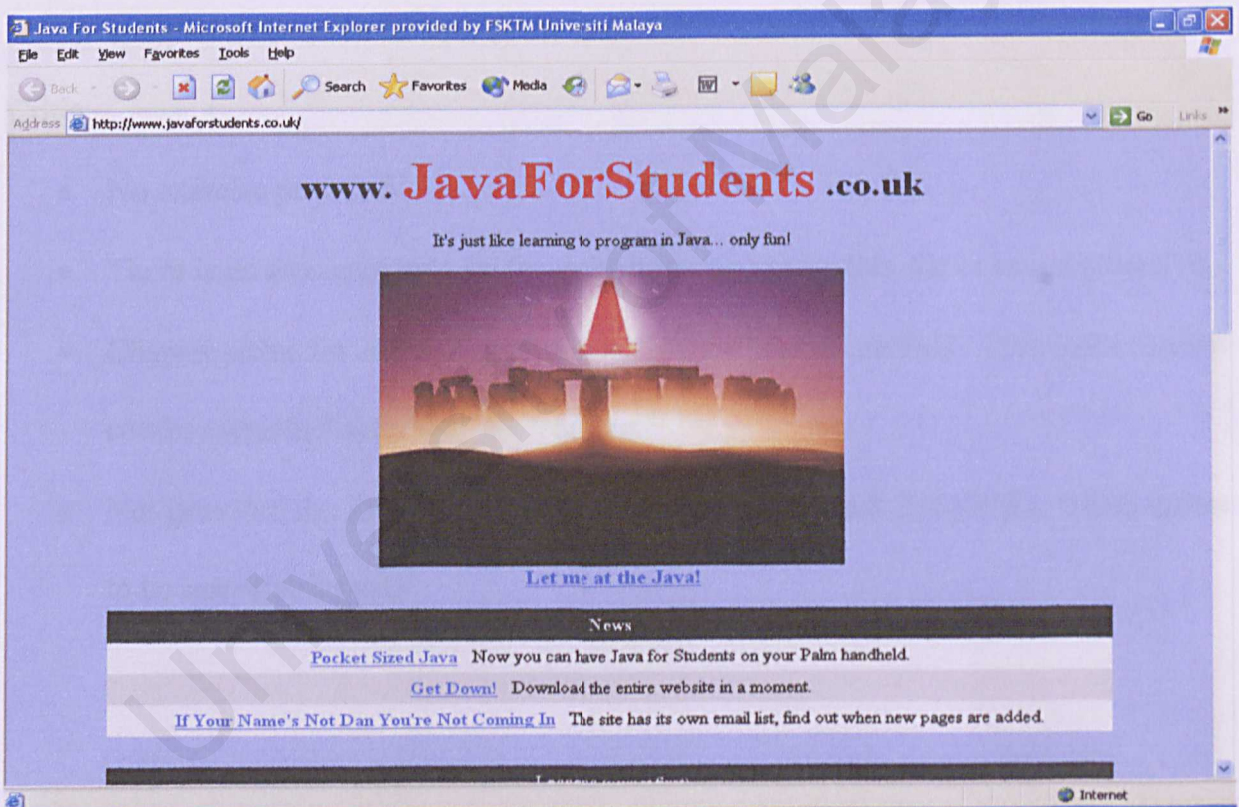 Java For Students - Microsoft Internet Explorer provided by FSKTM Universiti Malaya
File Edit View Favorites Tools Help
Back Search Favorites Media
Address http://www.javaforstudents.co.uk/ Go Links »
www. JavaForStudents .co.uk
It's just like learning to program in Java... only fun!
Let me at the Java!
News
Pocket Sized Java Now you can have Java for Students on your Palm handheld.
Get Down! Download the entire website in a moment.
If Your Name's Not Dan You're Not Coming In The site has its own email list, find out when new pages are added.
Internet
University of Malaya